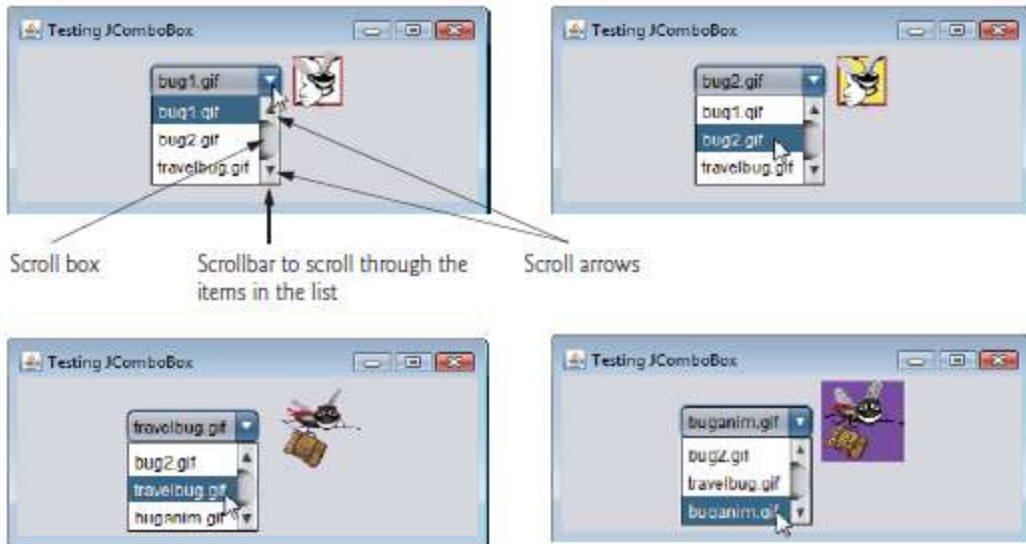 Testing JComboBox
bug1.gif
bug1.gif
bug2.gif
travelbug.gif
Testing JComboBox
bug2.gif
bug1.gif
bug2.gif
travelbug.gif
Scroll box
Scrollbar to scroll through the
items in the list
Scroll arrows
Testing JComboBox
travelbug.gif
bug2.gif
travelbug.gif
buganim.gif
Testing JComboBox
buganim.gif
bug2.gif
travelbug.gif
buganim.gif